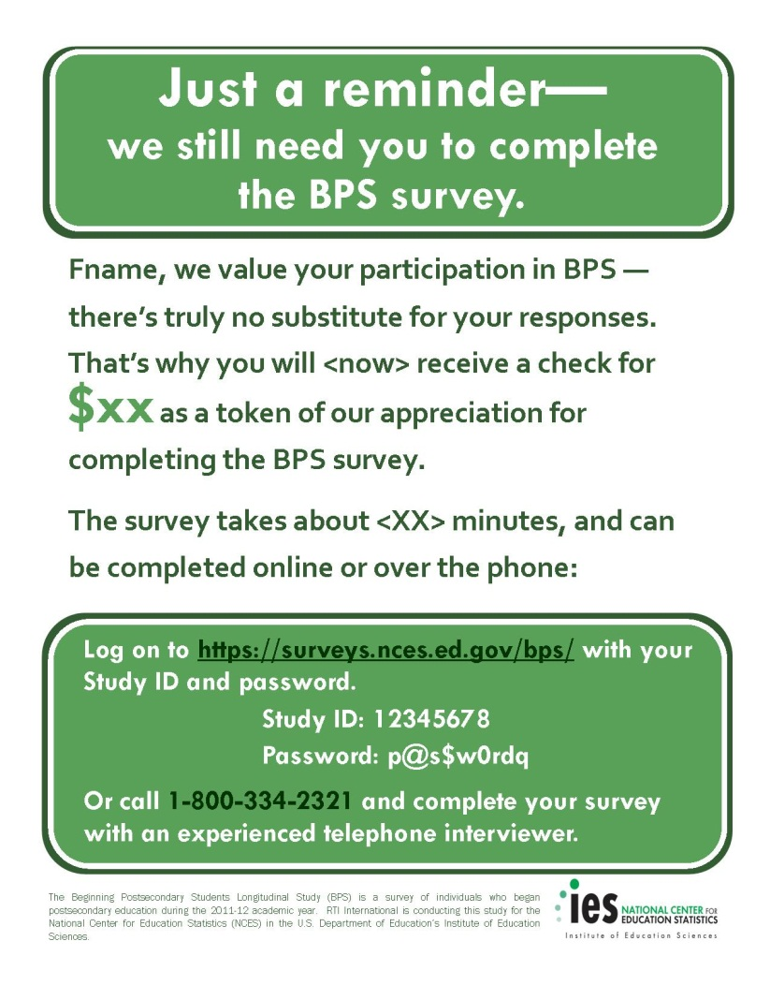 Just a reminder—
we still need you to complete
the BPS survey.
Fname, we value your participation in BPS —
there's truly no substitute for your responses.
That's why you will <now> receive a check for
$xx as a token of our appreciation for
completing the BPS survey.
The survey takes about <XX> minutes, and can
be completed online or over the phone:
Log on to https://surveys.nces.ed.gov/bps/ with your
Study ID and password.
Study ID: 12345678
Password: p@s$w0rdq
Or call 1-800-334-2321 and complete your survey
with an experienced telephone interviewer.
The Beginning Postsecondary Students Longitudinal Study (BPS) is a survey of individuals who began
postsecondary education during the 2011-12 academic year. RTI International is conducting this study for the
National Center for Education Statistics (NCES) in the U.S. Department of Education's Institute of Education
Sciences.
ies NATIONAL CENTER FOR
EDUCATION STATISTICS
Institute of Education Sciences